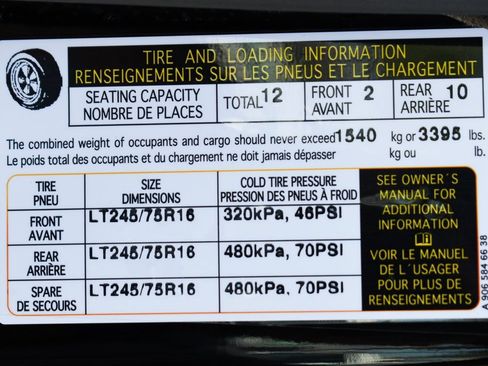 TIRE AND LOADING INFORMATION
RENSEIGNEMENTS SUR LES PNEUS ET LE CHARGEMENT
SEATING CAPACITY
NOMBRE DE PLACES
TOTAL 12
FRONT
AVANT 2
REAR
ARRIÈRE 10
The combined weight of occupants and cargo should never exceed 1540 kg or 3395 lbs.
Le poids total des occupants et du chargement ne doit jamais dépasser kg ou lb.
TIRE
PNEU
SIZE
DIMENSIONS
COLD TIRE PRESSURE
PRESSION DES PNEUS À FROID
FRONT
AVANT
LT245/75R16
320kPa, 46PSI
REAR
ARRIÈRE
LT245/75R16
480kPa, 70PSI
SPARE
DE SECOURS
LT245/75R16
480kPa, 70PSI
SEE OWNER´S
MANUAL FOR
ADDITIONAL
INFORMATION
VOIR LE MANUEL
DE L´USAGER
POUR PLUS DE
RENSEIGNEMENTS
A 906 584 66 38